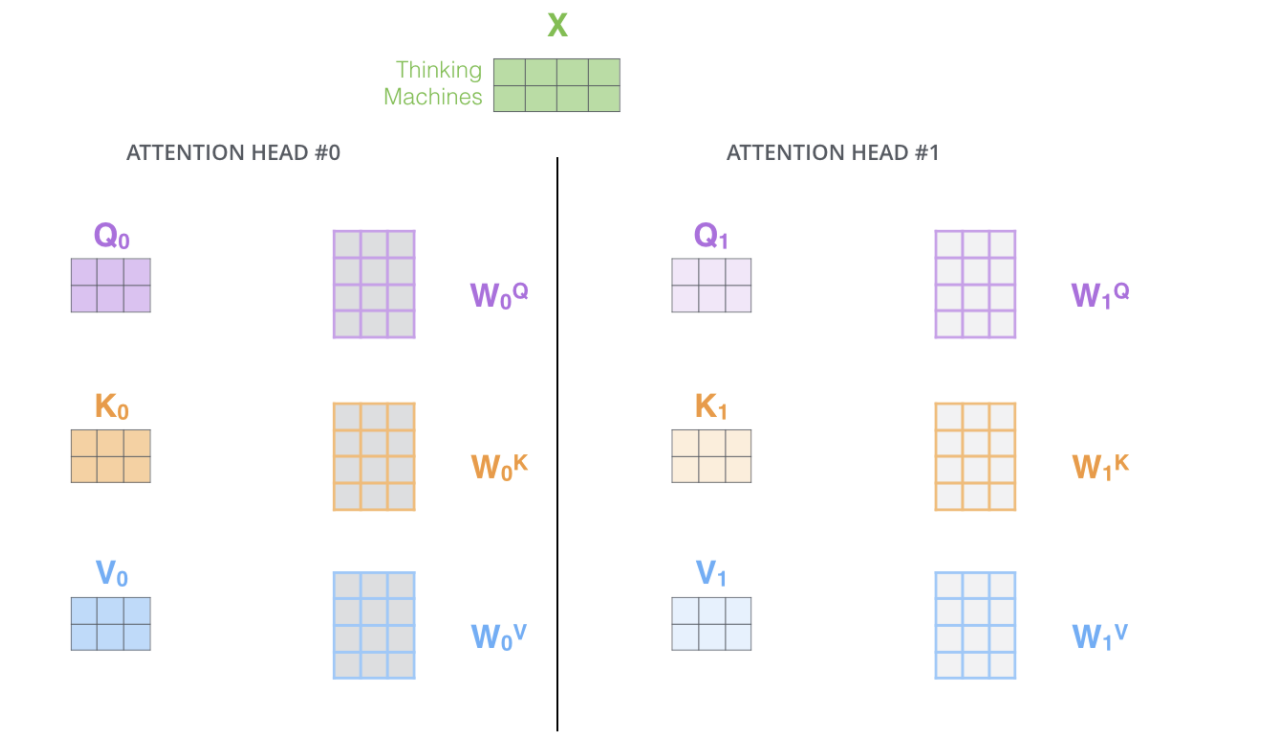 X
Thinking
Machines
ATTENTION HEAD #0
ATTENTION HEAD #1
Q₀
W₀Q
Q₁
W₁Q
K₀
W₀K
K₁
W₁K
V₀
W₀V
V₁
W₁V